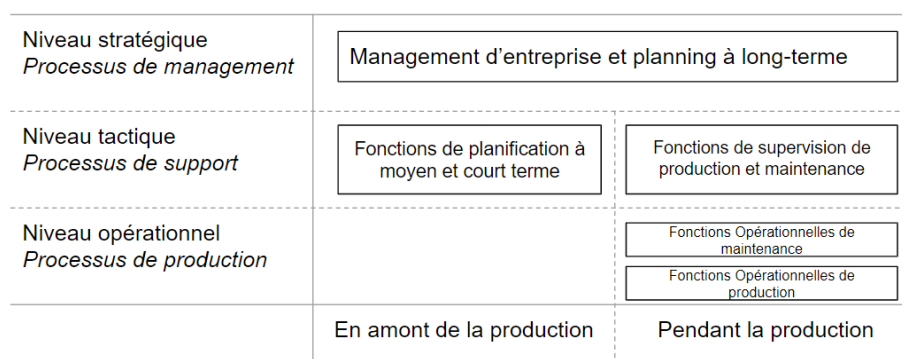 Niveau stratégique
Processus de management
Management d'entreprise et planning à long-terme
Niveau tactique
Processus de support
Fonctions de planification à
moyen et court terme
Fonctions de supervision de
production et maintenance
Niveau opérationnel
Processus de production
Fonctions Opérationnelles de
maintenance
Fonctions Opérationnelles de
production
En amont de la production
Pendant la production